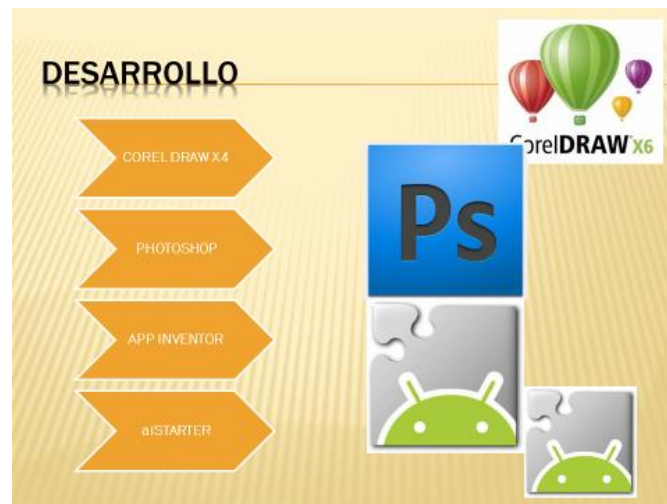 DESARROLLO
CorelDRAW X6
COREL DRAW X4
Ps
PHOTOSHOP
APP INVENTOR
aiSTARTER